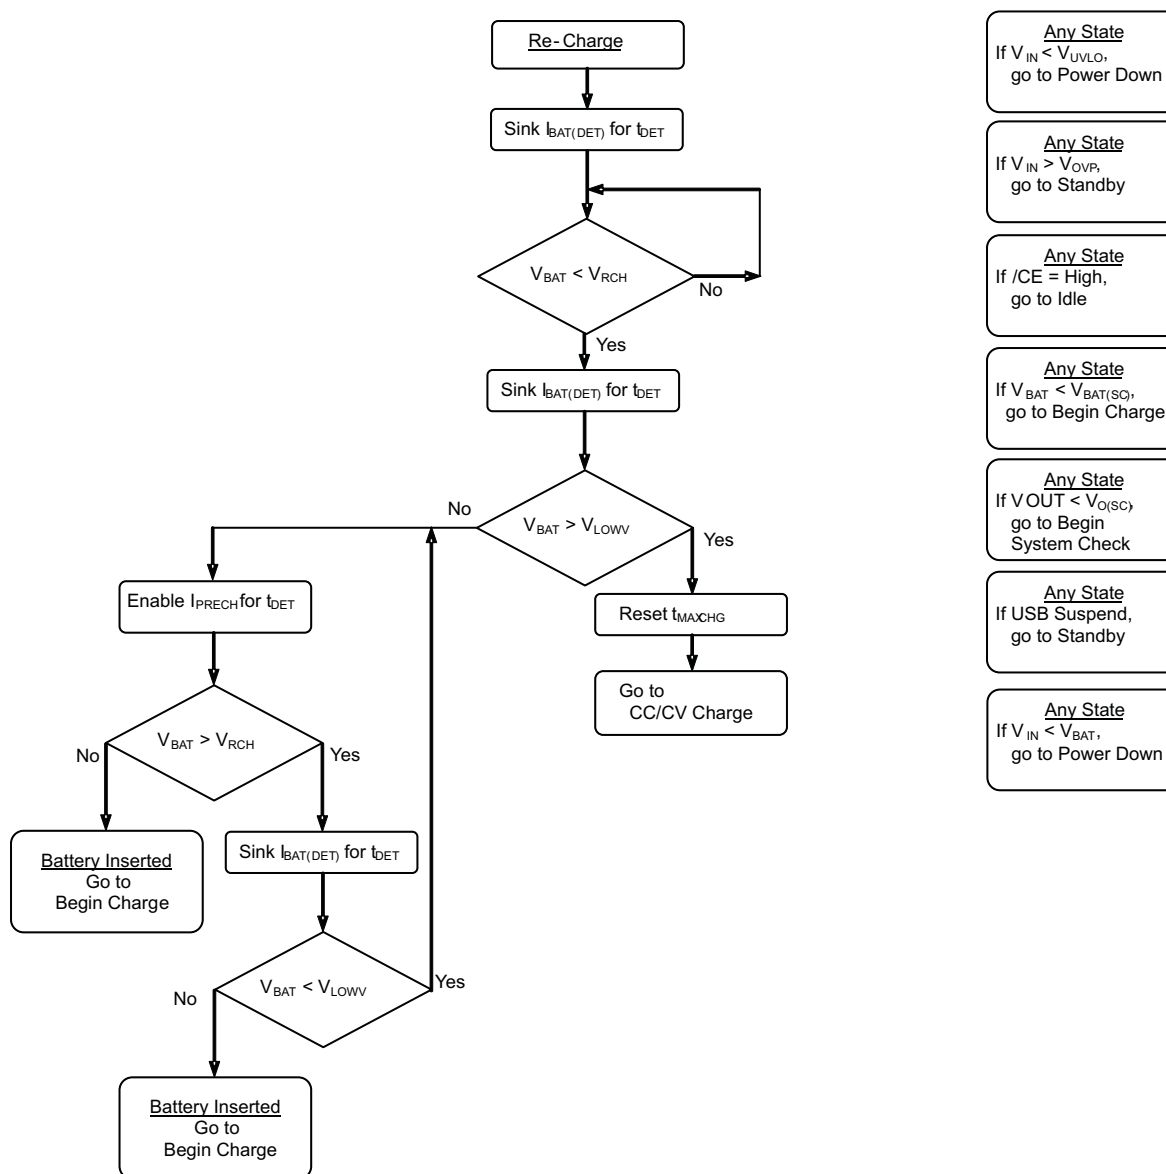 Re-Charge
Sink IBAT(DET) for tDET
VBAT < VRCH
No
Yes
Sink IBAT(DET) for tDET
VBAT > VLOWV
No
Yes
Enable IPRECH for tDET
Reset tMAXCHG
Go to
CC/CV Charge
VBAT > VRCH
No
Yes
Battery Inserted
Go to
Begin Charge
Sink IBAT(DET) for tDET
VBAT < VLOWV
No
Yes
Battery Inserted
Go to
Begin Charge
Any State
If VIN < VUVLO,
go to Power Down
Any State
If VIN > VOVP,
go to Standby
Any State
If /CE = High,
go to Idle
Any State
If VBAT < VBAT(SC),
go to Begin Charge
Any State
If VOUT < VO(SC),
go to Begin
System Check
Any State
If USB Suspend,
go to Standby
Any State
If VIN < VBAT,
go to Power Down